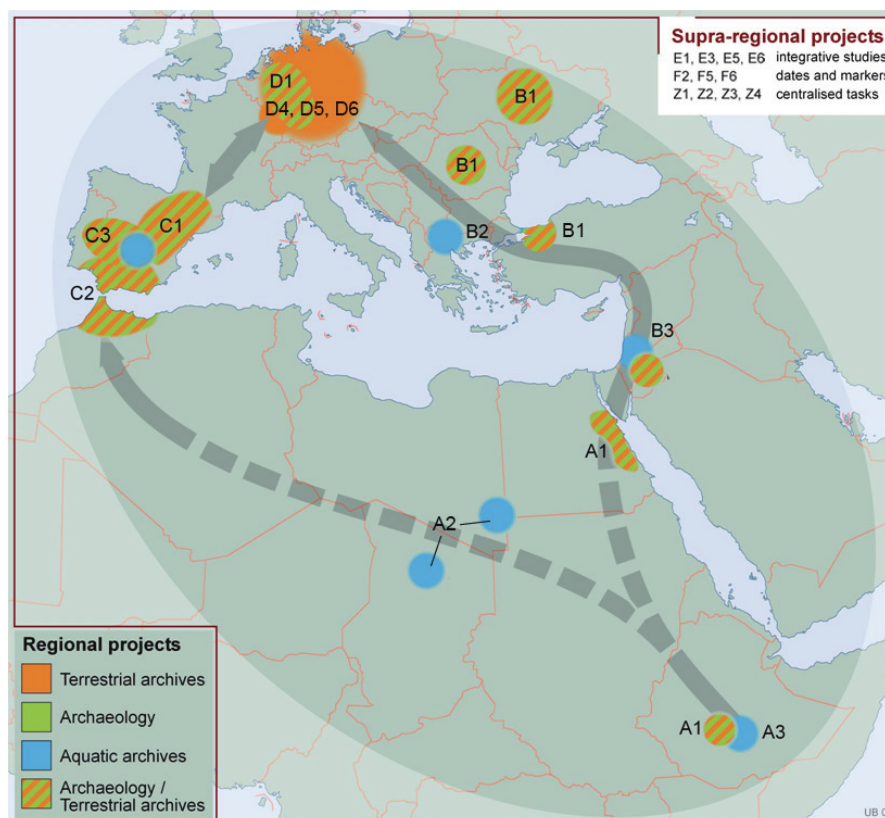 Supra-regional projects
E1, E3, E5, E6 integrative studies
F2, F5, F6 dates and markers
Z1, Z2, Z3, Z4 centralised tasks
D1
D4, D5, D6
B1
B1
C1
C3
B2
B1
C2
B3
A1
A2
A1
A3
Regional projects
Terrestrial archives
Archaeology
Aquatic archives
Archaeology /
Terrestrial archives
UB